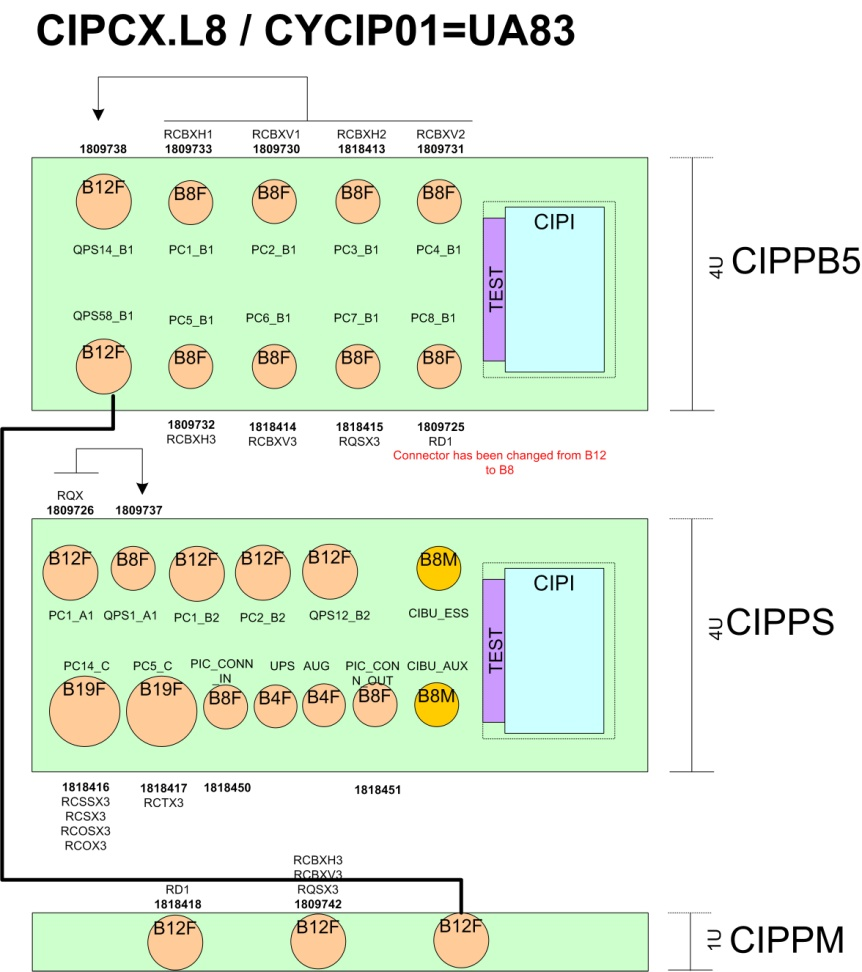 CIPCX.L8 / CYCIP01=UA83
RCBXH1 RCBXV1 RCBXH2 RCBXV2
1809738 1809733 1809730 1818413 1809731
B12F B8F B8F B8F B8F CIPI
QPS14_B1 PC1_B1 PC2_B1 PC3_B1 PC4_B1
TEST
4U CIPPB5
QPS58_B1 PC5_B1 PC6_B1 PC7_B1 PC8_B1
B12F B8F B8F B8F B8F
1809732 1818414 1818415 1809725
RCBXH3 RCBXV3 RQSX3 RD1
Connector has been changed from B12
to B8
RQX
1809726 1809737
B12F B8F B12F B12F B12F B8M CIPI
PC1_A1 QPS1_A1 PC1_B2 PC2_B2 QPS12_B2 CIBU_ESS
TEST
4U CIPPS
PC14_C PC5_C PIC_CONN UPS AUG PIC_CON CIBU_AUX
_IN N_OUT
B19F B19F B8F B4F B4F B8F B8M
1818416 1818417 1818450 1818451
RCSSX3 RCTX3
RCSX3
RCOSX3
RCOX3
RCBXH3
RCBXV3
RD1 RQSX3
1818418 1809742
B12F B12F B12F
1U CIPPM